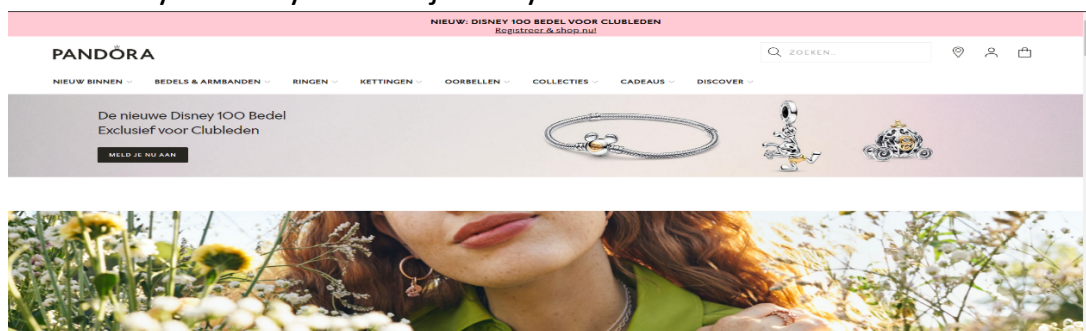 NIEUW: DISNEY 100 BEDEL VOOR CLUBLEDEN
Registreer & shop nu!
PANDÓRA
ZOEKEN...
NIEUW BINNEN BEDELS & ARMBANDEN RINGEN KETTINGEN OORBELLEN COLLECTIES CADEAUS DISCOVER
De nieuwe Disney 100 Bedel
Exclusief voor Clubleden
MELD JE NU AAN